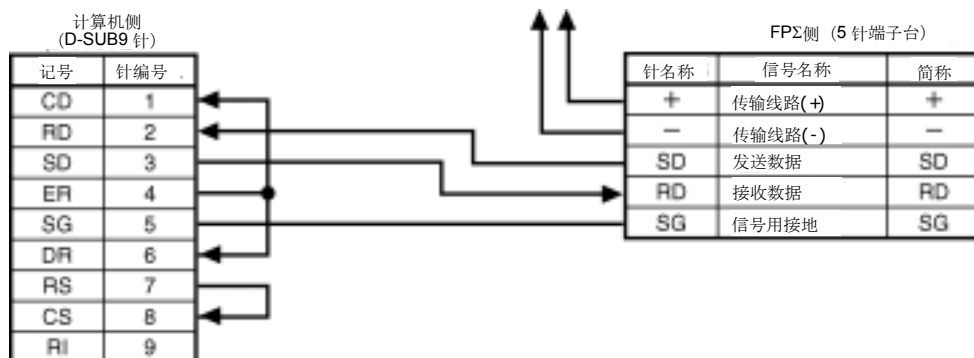 计算机侧
(D-SUB9 针)
记号 针编号
CD 1
RD 2
SD 3
ER 4
SG 5
DR 6
RS 7
CS 8
RI 9
FPΣ侧（5 针端子台）
针名称 信号名称 简称
+ 传输线路(+) +
− 传输线路(-) −
SD 发送数据 SD
RD 接收数据 RD
SG 信号用接地 SG